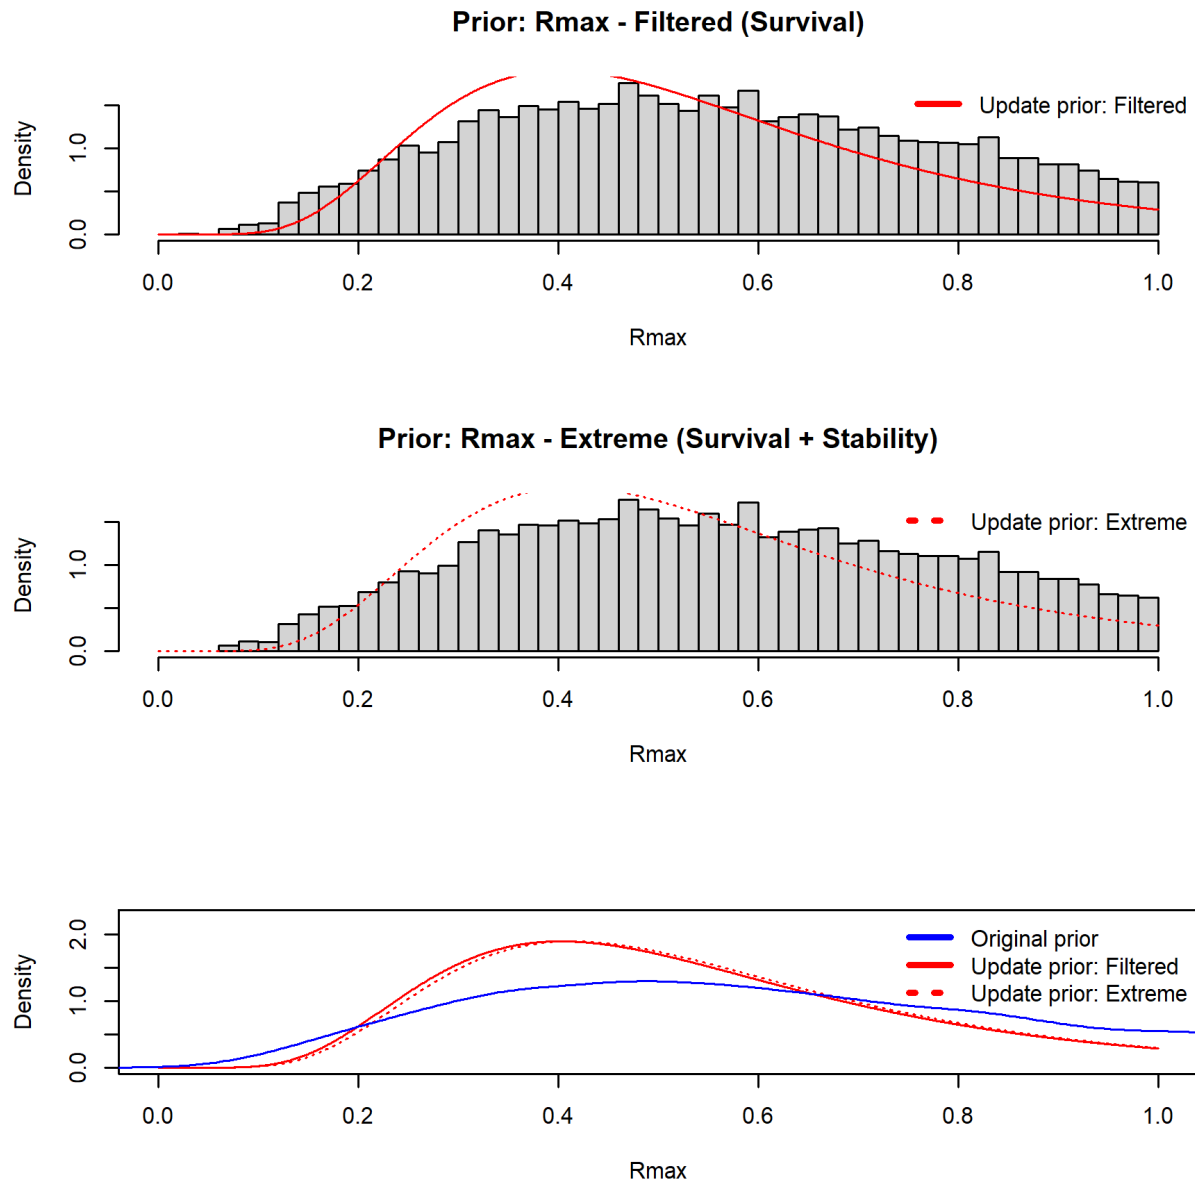 Prior: Rmax - Filtered (Survival)
Update prior: Filtered
Density
0.0
1.0
0.0 0.2 0.4 0.6 0.8 1.0
Rmax
Prior: Rmax - Extreme (Survival + Stability)
Update prior: Extreme
Density
0.0
1.0
0.0 0.2 0.4 0.6 0.8 1.0
Rmax
Original prior
Update prior: Filtered
Update prior: Extreme
Density
0.0
1.0
2.0
0.0 0.2 0.4 0.6 0.8 1.0
Rmax